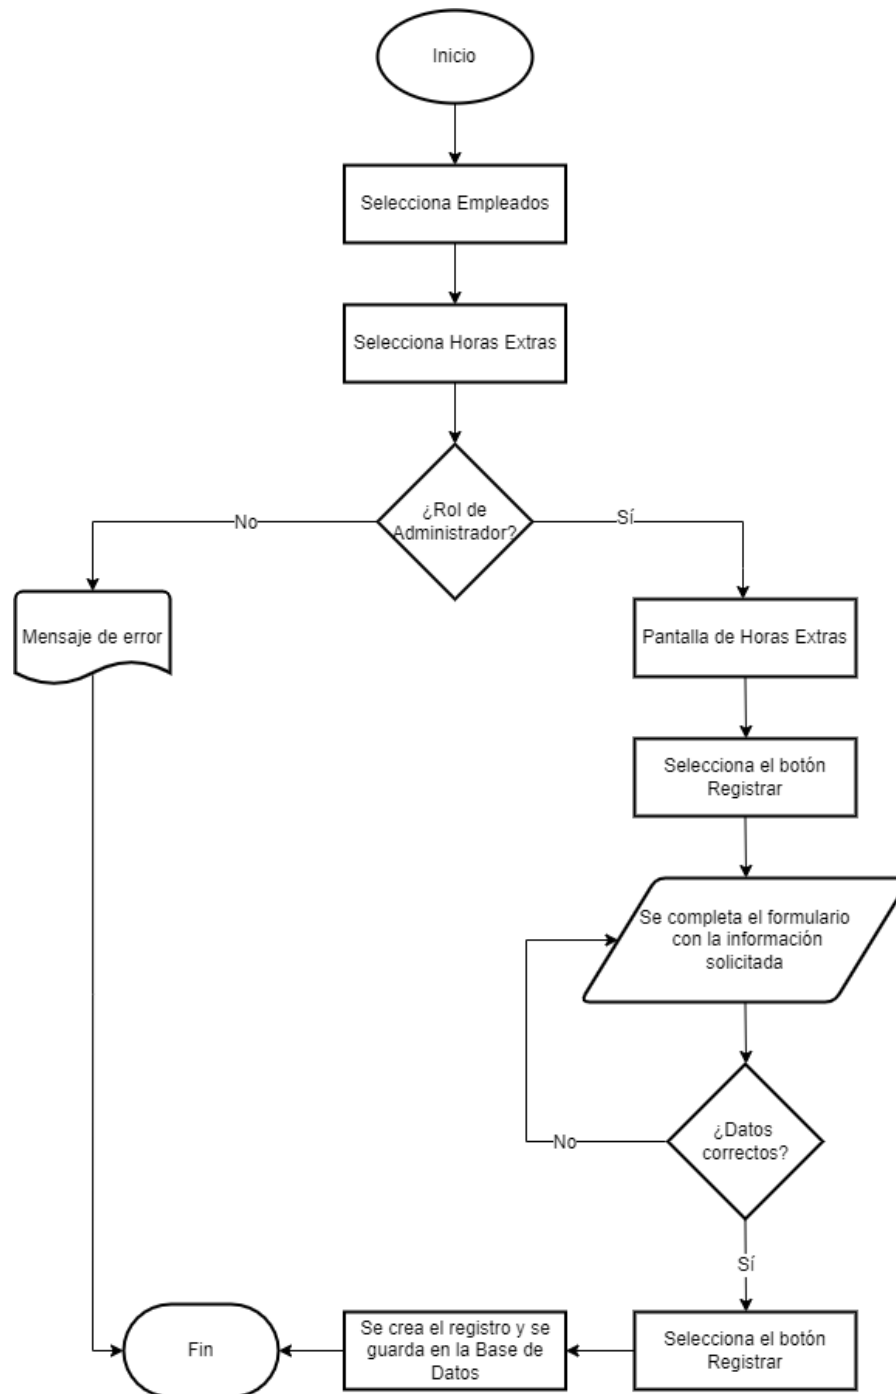 Inicio
Selecciona Empleados
Selecciona Horas Extras
¿Rol de
Administrador?
No
Sí
Mensaje de error
Pantalla de Horas Extras
Selecciona el botón
Registrar
Se completa el formulario
con la información
solicitada
¿Datos
correctos?
No
Sí
Selecciona el botón
Registrar
Se crea el registro y se
guarda en la Base de
Datos
Fin